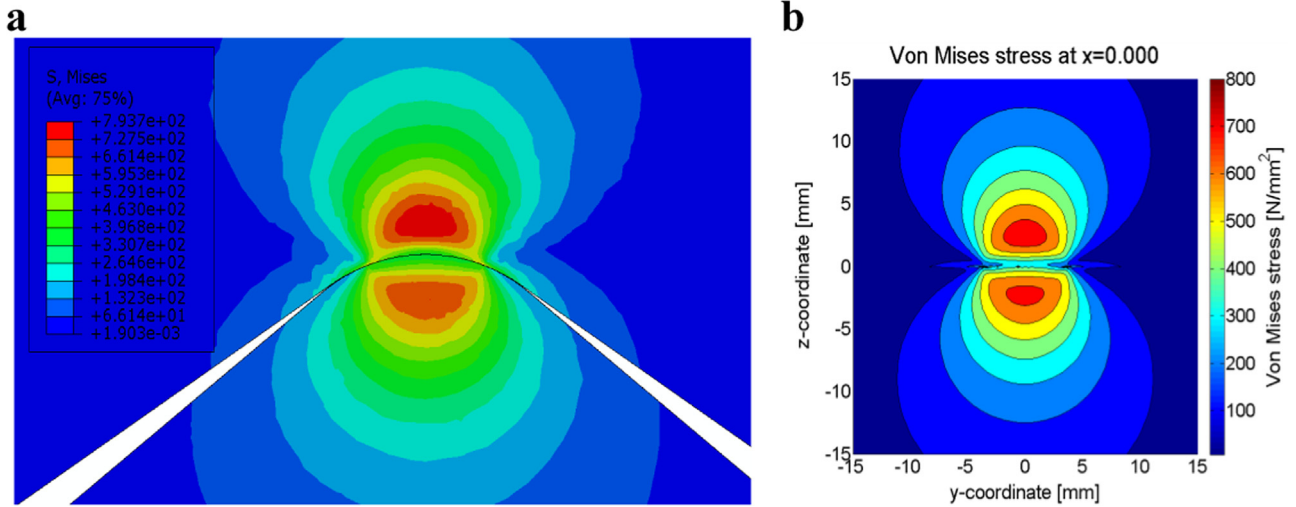 a
S, Mises
(Avg: 75%)
+7.937e+02
+7.275e+02
+6.614e+02
+5.953e+02
+5.291e+02
+4.630e+02
+3.968e+02
+3.307e+02
+2.646e+02
+1.984e+02
+1.323e+02
+6.614e+01
+1.903e-03
b
Von Mises stress at x=0.000
15
10
5
0
-5
-10
-15
z-coordinate [mm]
-15 -10 -5 0 5 10 15
y-coordinate [mm]
800
700
600
500
400
300
200
100
Von Mises stress [N/mm²]